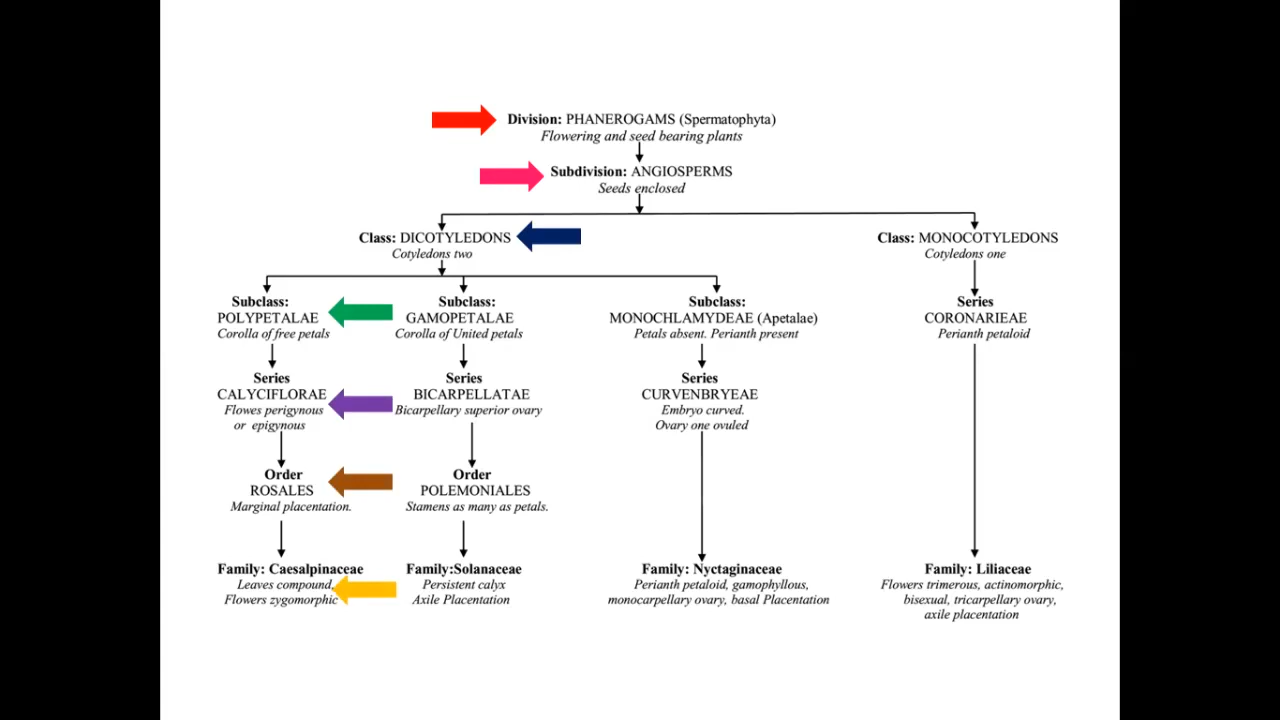 Division: PHANEROGAMS (Spermatophyta)
Flowering and seed bearing plants
Subdivision: ANGIOSPERMS
Seeds enclosed
Class: DICOTYLEDONS
Cotyledons two
Class: MONOCOTYLEDONS
Cotyledons one
Subclass:
POLYPETALAE
Corolla of free petals
Subclass:
GAMOPETALAE
Corolla of United petals
Subclass:
MONOCHLAMYDEAE (Apetalae)
Petals absent. Perianth present
Series
CORONARIEAE
Perianth petaloid
Series
CALYCIFLORAE
Flowes perigynous
or epigynous
Series
BICARPELLATAE
Bicarpellary superior ovary
Series
CURVENBRYEAE
Embryo curved.
Ovary one ovuled
Order
ROSALES
Marginal placentation.
Order
POLEMONIALES
Stamens as many as petals.
Family: Caesalpinaceae
Leaves compound,
Flowers zygomorphic
Family:Solanaceae
Persistent calyx
Axile Placentation
Family: Nyctaginaceae
Perianth petaloid, gamophyllous,
monocarpellary ovary, basal Placentation
Family: Liliaceae
Flowers trimerous, actinomorphic,
bisexual, tricarpellary ovary,
axile placentation